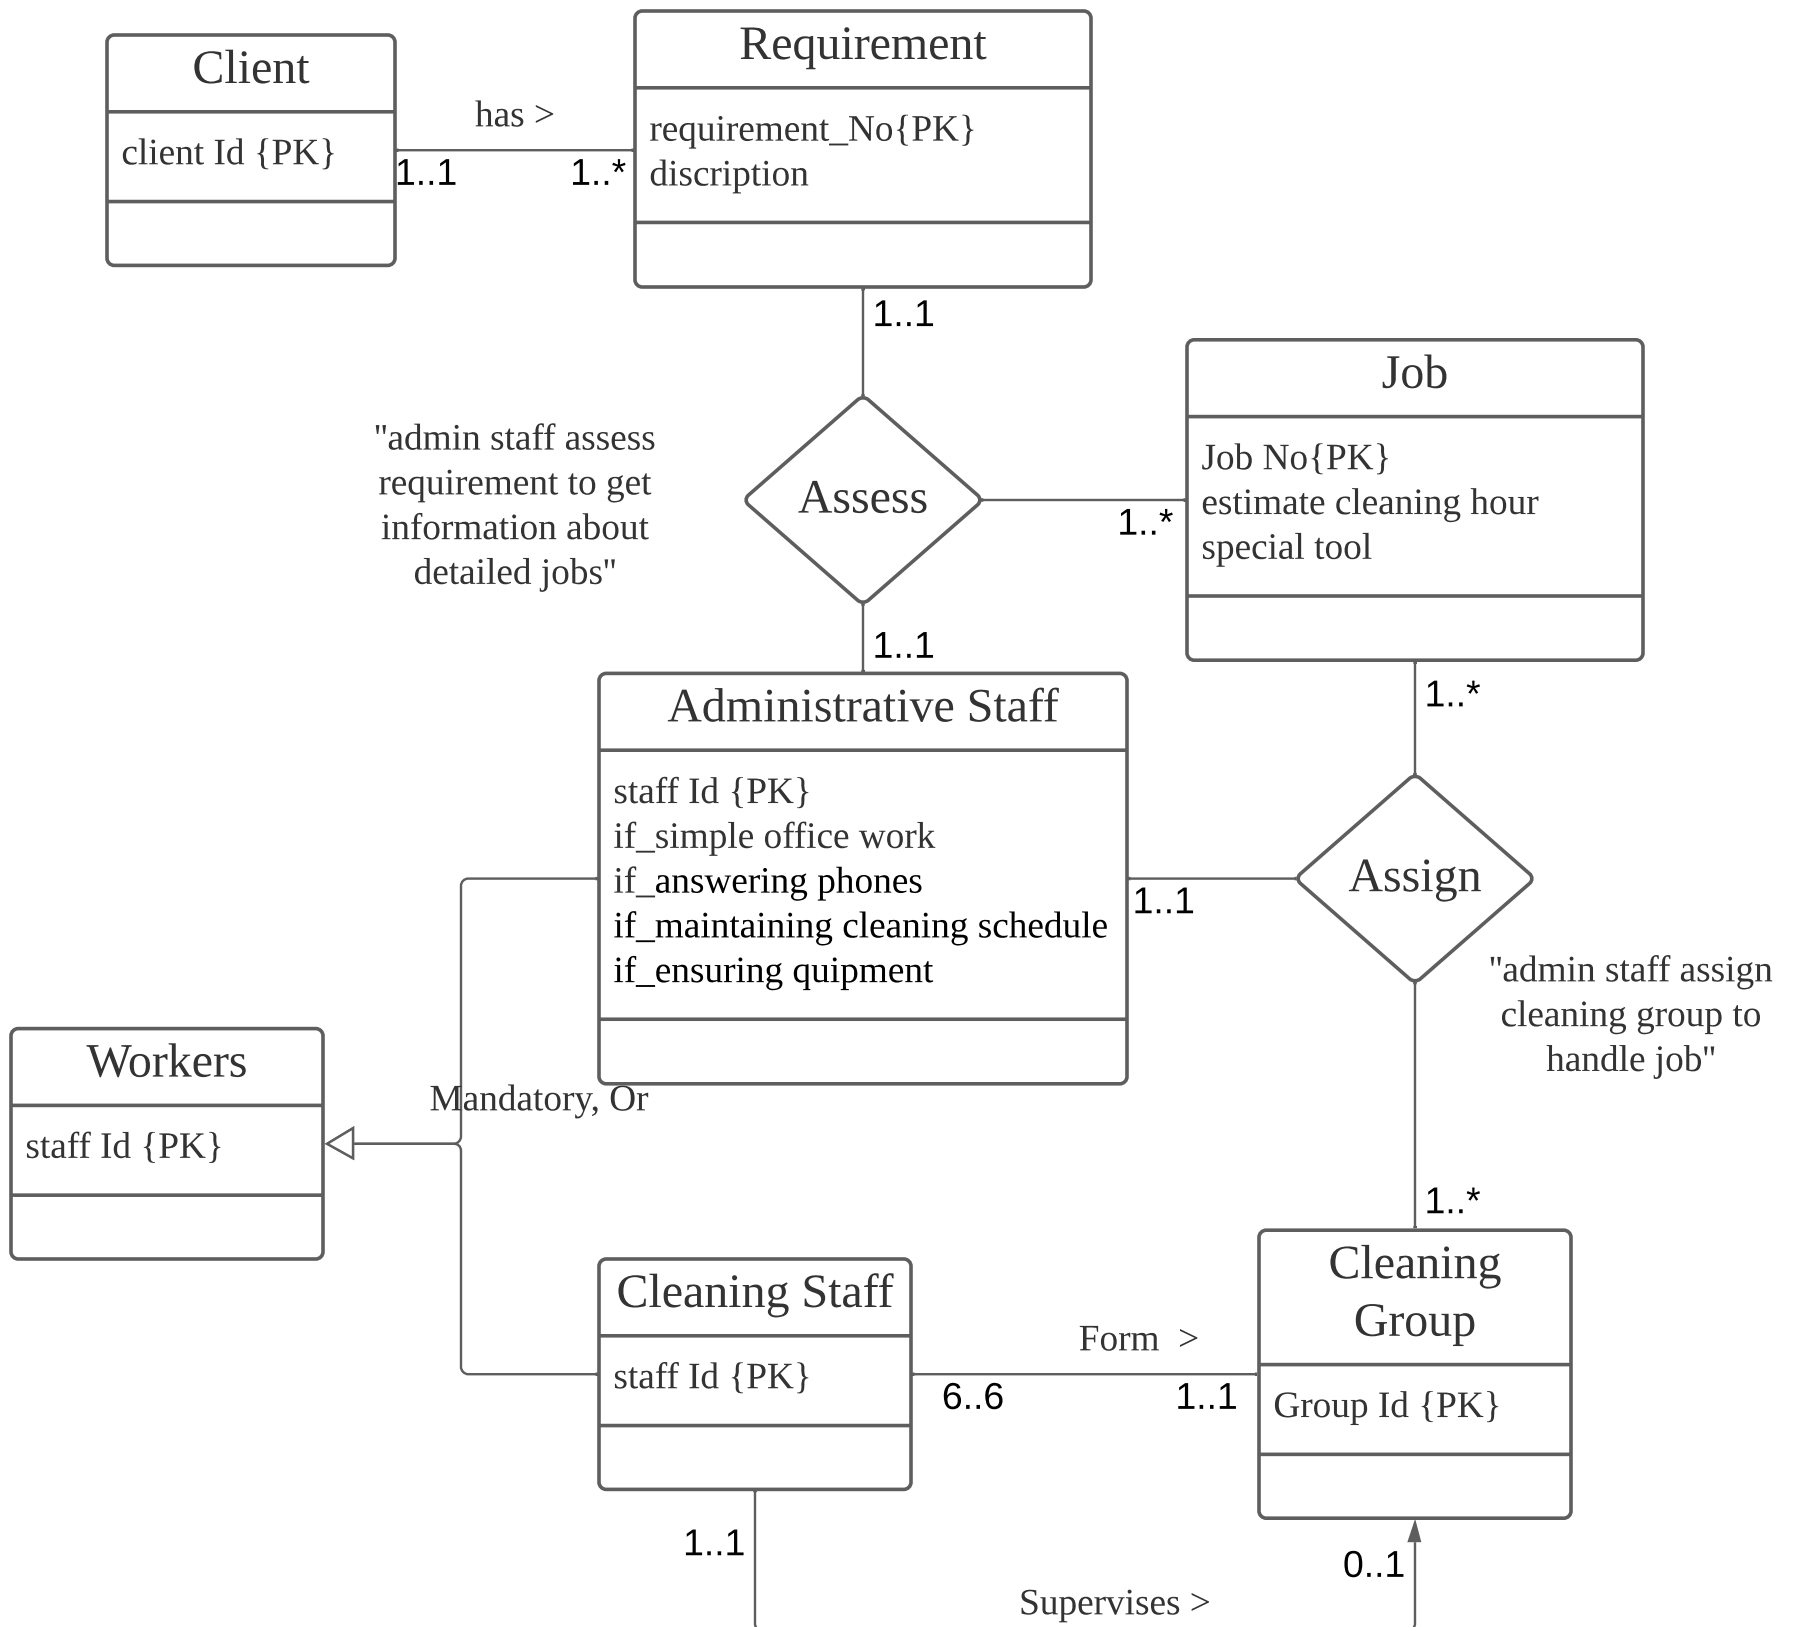 Client
client Id {PK}
has >
1..1
1..*
Requirement
requirement_No{PK}
discription
1..1
"admin staff assess
requirement to get
information about
detailed jobs"
Assess
1..*
1..1
Job
Job No{PK}
estimate cleaning hour
special tool
1..*
Administrative Staff
staff Id {PK}
if_simple office work
if_answering phones
if_maintaining cleaning schedule
if_ensuring quipment
1..1
Assign
"admin staff assign
cleaning group to
handle job"
1..*
Workers
staff Id {PK}
Mandatory, Or
Cleaning Staff
staff Id {PK}
Form  >
6..6
1..1
Cleaning
Group
Group Id {PK}
1..1
0..1
Supervises >